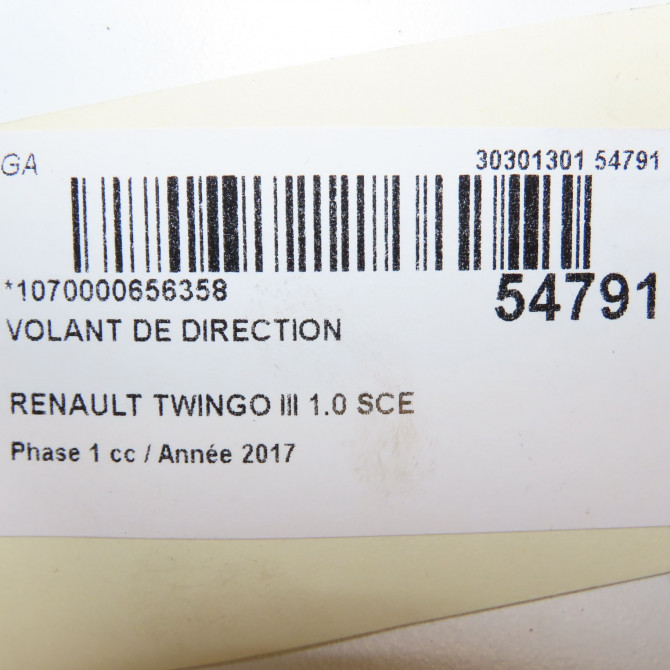 GA 30301301 54791
*1070000656358 54791
VOLANT DE DIRECTION
RENAULT TWINGO III 1.0 SCE
Phase 1 cc / Année 2017